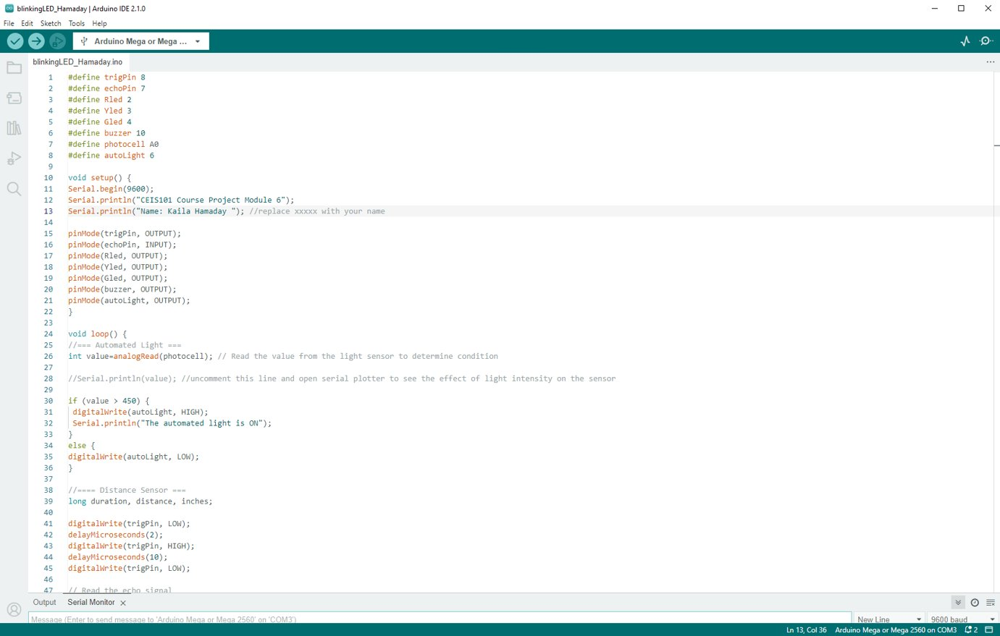 blinkingLED_Hamaday | Arduino IDE 2.1.0
File Edit Sketch Tools Help
Arduino Mega or Mega ...
blinkingLED_Hamaday.ino
1 #define trigPin 8
2 #define echoPin 7
3 #define Rled 2
4 #define Yled 3
5 #define Gled 4
6 #define buzzer 10
7 #define photocell A0
8 #define autoLight 6
9
10 void setup() {
11 Serial.begin(9600);
12 Serial.println("CEIS101 Course Project Module 6");
13 Serial.println("Name: Kaila Hamaday "); //replace xxxxx with your name
14
15 pinMode(trigPin, OUTPUT);
16 pinMode(echoPin, INPUT);
17 pinMode(Rled, OUTPUT);
18 pinMode(Yled, OUTPUT);
19 pinMode(Gled, OUTPUT);
20 pinMode(buzzer, OUTPUT);
21 pinMode(autoLight, OUTPUT);
22 }
23
24 void loop() {
25 //=== Automated Light ===
26 int value=analogRead(photocell); // Read the value from the light sensor to determine condition
27
28 //Serial.println(value); //uncomment this line and open serial plotter to see the effect of light intensity on the sensor
29
30 if (value > 450) {
31 digitalWrite(autoLight, HIGH);
32 Serial.println("The automated light is ON");
33 }
34 else {
35 digitalWrite(autoLight, LOW);
36 }
37
38 //==== Distance Sensor ===
39 long duration, distance, inches;
40
41 digitalWrite(trigPin, LOW);
42 delayMicroseconds(2);
43 digitalWrite(trigPin, HIGH);
44 delayMicroseconds(10);
45 digitalWrite(trigPin, LOW);
46
47 // Read the echo signal
Output Serial Monitor
Message (Enter to send message to 'Arduino Mega or Mega 2560' on 'COM3') New Line 9600 baud
Ln 13, Col 36 Arduino Mega or Mega 2560 on COM3 2